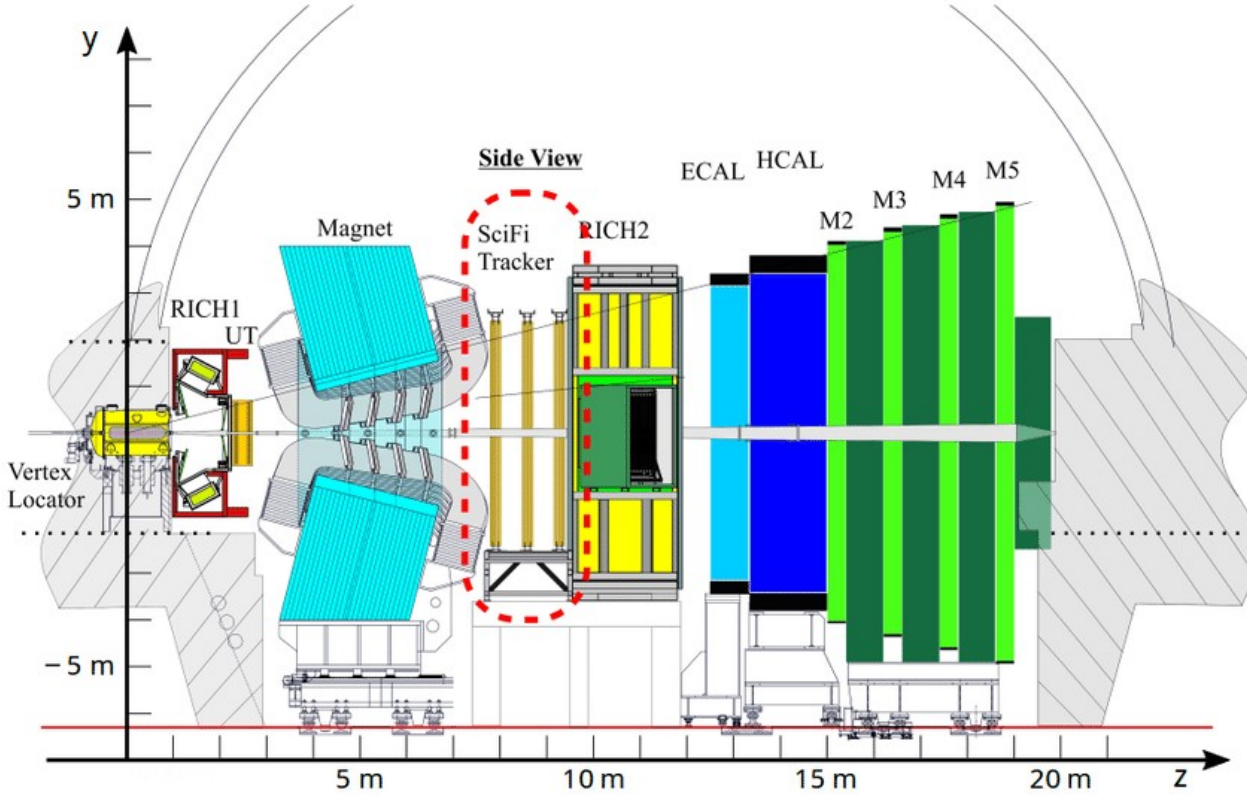 y
Side View
ECAL
HCAL
M5
M4
M3
M2
5 m
Magnet
SciFi
Tracker
RICH2
RICH1
UT
Vertex
Locator
−5 m
5 m
10 m
15 m
20 m
z